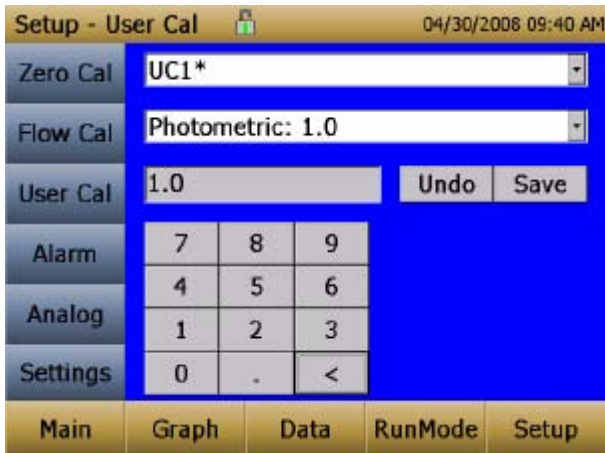 Setup - User Cal 04/30/2008 09:40 AM
Zero Cal
Flow Cal
User Cal
Alarm
Analog
Settings
UC1*
Photometric: 1.0
1.0
Undo Save
7 8 9
4 5 6
1 2 3
0 . <
Main Graph Data RunMode Setup